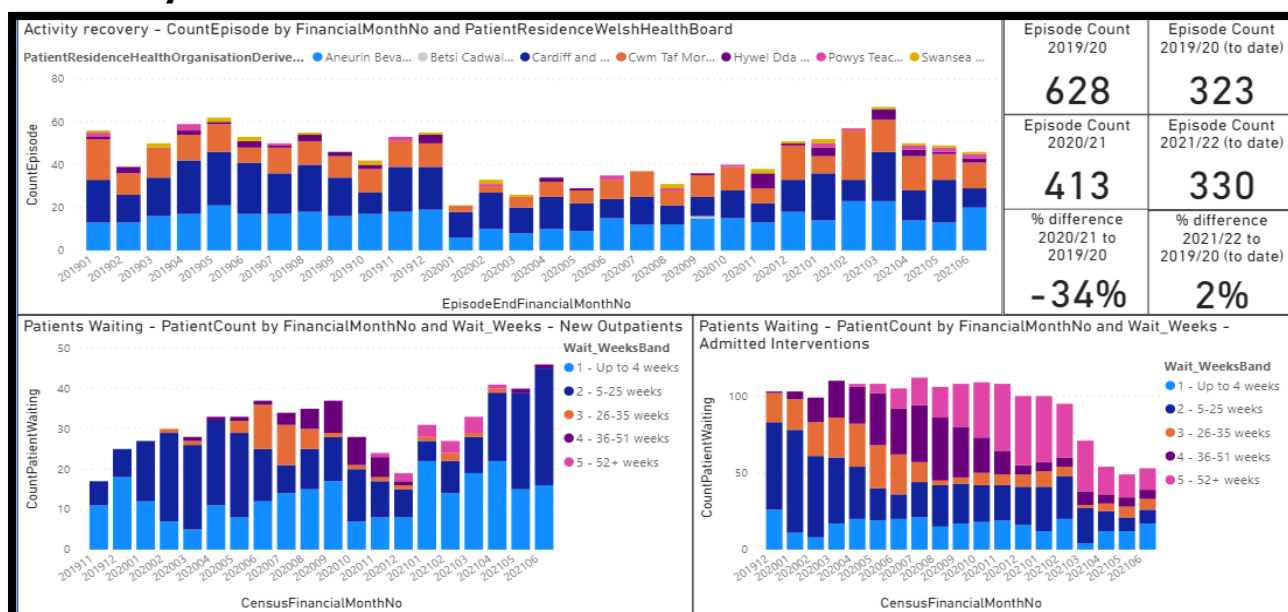 Activity recovery - CountEpisode by FinancialMonthNo and PatientResidenceWelshHealthBoard
PatientResidenceHealthOrganisationDerive... Aneurin Beva... Betsi Cadwal... Cardiff and ... Cwm Taf Mor... Hywel Dda ... Powys Teac... Swansea ...
CountEpisode
80
60
40
20
0
201901 201902 201903 201904 201905 201906 201907 201908 201909 201910 201911 201912 202001 202002 202003 202004 202005 202006 202007 202008 202009 202010 202011 202012 202101 202102 202103 202104 202105 202106
EpisodeEndFinancialMonthNo
Episode Count
2019/20
628
Episode Count
2019/20 (to date)
323
Episode Count
2020/21
413
Episode Count
2021/22 (to date)
330
% difference
2020/21 to
2019/20
-34%
% difference
2021/22 to
2019/20 (to date)
2%
Patients Waiting - PatientCount by FinancialMonthNo and Wait_Weeks - New Outpatients
CountPatientWaiting
50
40
30
20
10
0
201911 201912 202001 202002 202003 202004 202005 202006 202007 202008 202009 202010 202011 202012 202101 202102 202103 202104 202105 202106
CensusFinancialMonthNo
Wait_WeeksBand
1 - Up to 4 weeks
2 - 5-25 weeks
3 - 26-35 weeks
4 - 36-51 weeks
5 - 52+ weeks
Patients Waiting - PatientCount by FinancialMonthNo and Wait_Weeks -
Admitted Interventions
CountPatientWaiting
100
50
0
201912 202001 202002 202003 202004 202005 202006 202007 202008 202009 202010 202011 202012 202101 202102 202103 202104 202105 202106
CensusFinancialMonthNo
Wait_WeeksBand
1 - Up to 4 weeks
2 - 5-25 weeks
3 - 26-35 weeks
4 - 36-51 weeks
5 - 52+ weeks